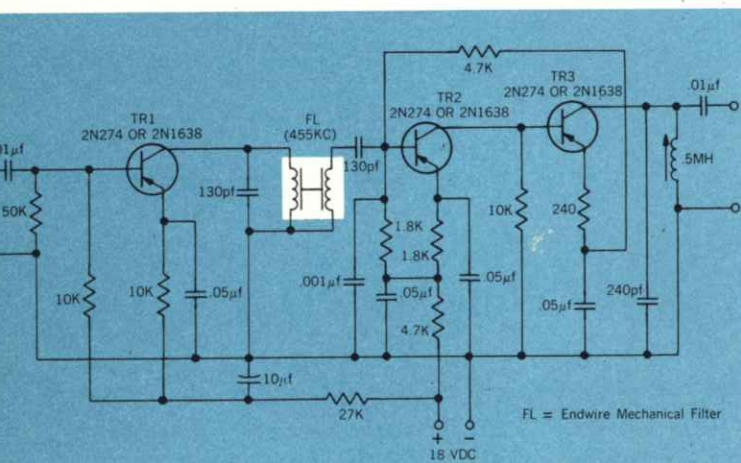 4.7K
TR3
2N274 OR 2N1638
.01µf
TR1
2N274 OR 2N1638
FL
(455KC)
TR2
2N274 OR 2N1638
130pf
.5MH
50K
130pf
1.8K
10K
240
1.8K
10K
10K
.05µf
.001µf
.05µf
.05µf
.05µf
240pf
4.7K
10µf
27K
FL = Endwire Mechanical Filter
+ −
18 VDC